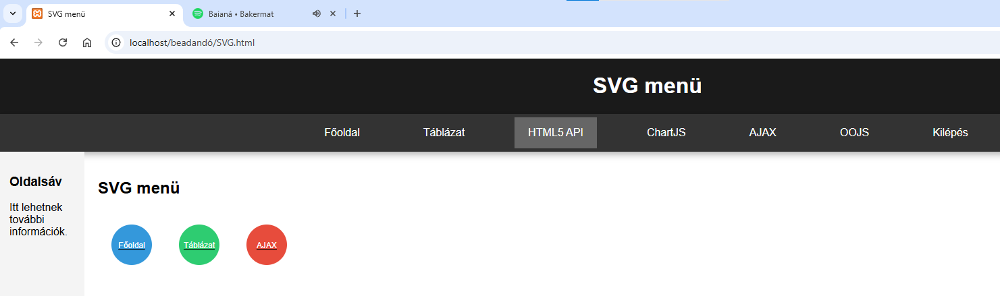 SVG menü
Baianá • Bakermat
localhost/beadandó/SVG.html
SVG menü
Főoldal
Táblázat
HTML5 API
ChartJS
AJAX
OOJS
Kilépés
Oldalsáv
Itt lehetnek
további
információk.
SVG menü
Főoldal
Táblázat
AJAX